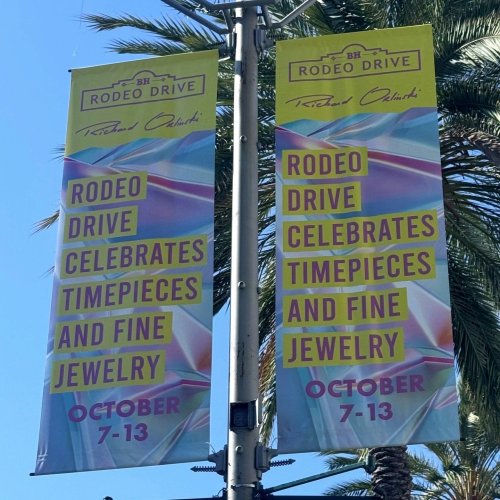 BH
RODEO DRIVE
Richard Orlinski
RODEO
DRIVE
CELEBRATES
TIMEPIECES
AND FINE
JEWELRY
OCTOBER
7-13
BH
RODEO DRIVE
Richard Orlinski
RODEO
DRIVE
CELEBRATES
TIMEPIECES
AND FINE
JEWELRY
OCTOBER
7-13